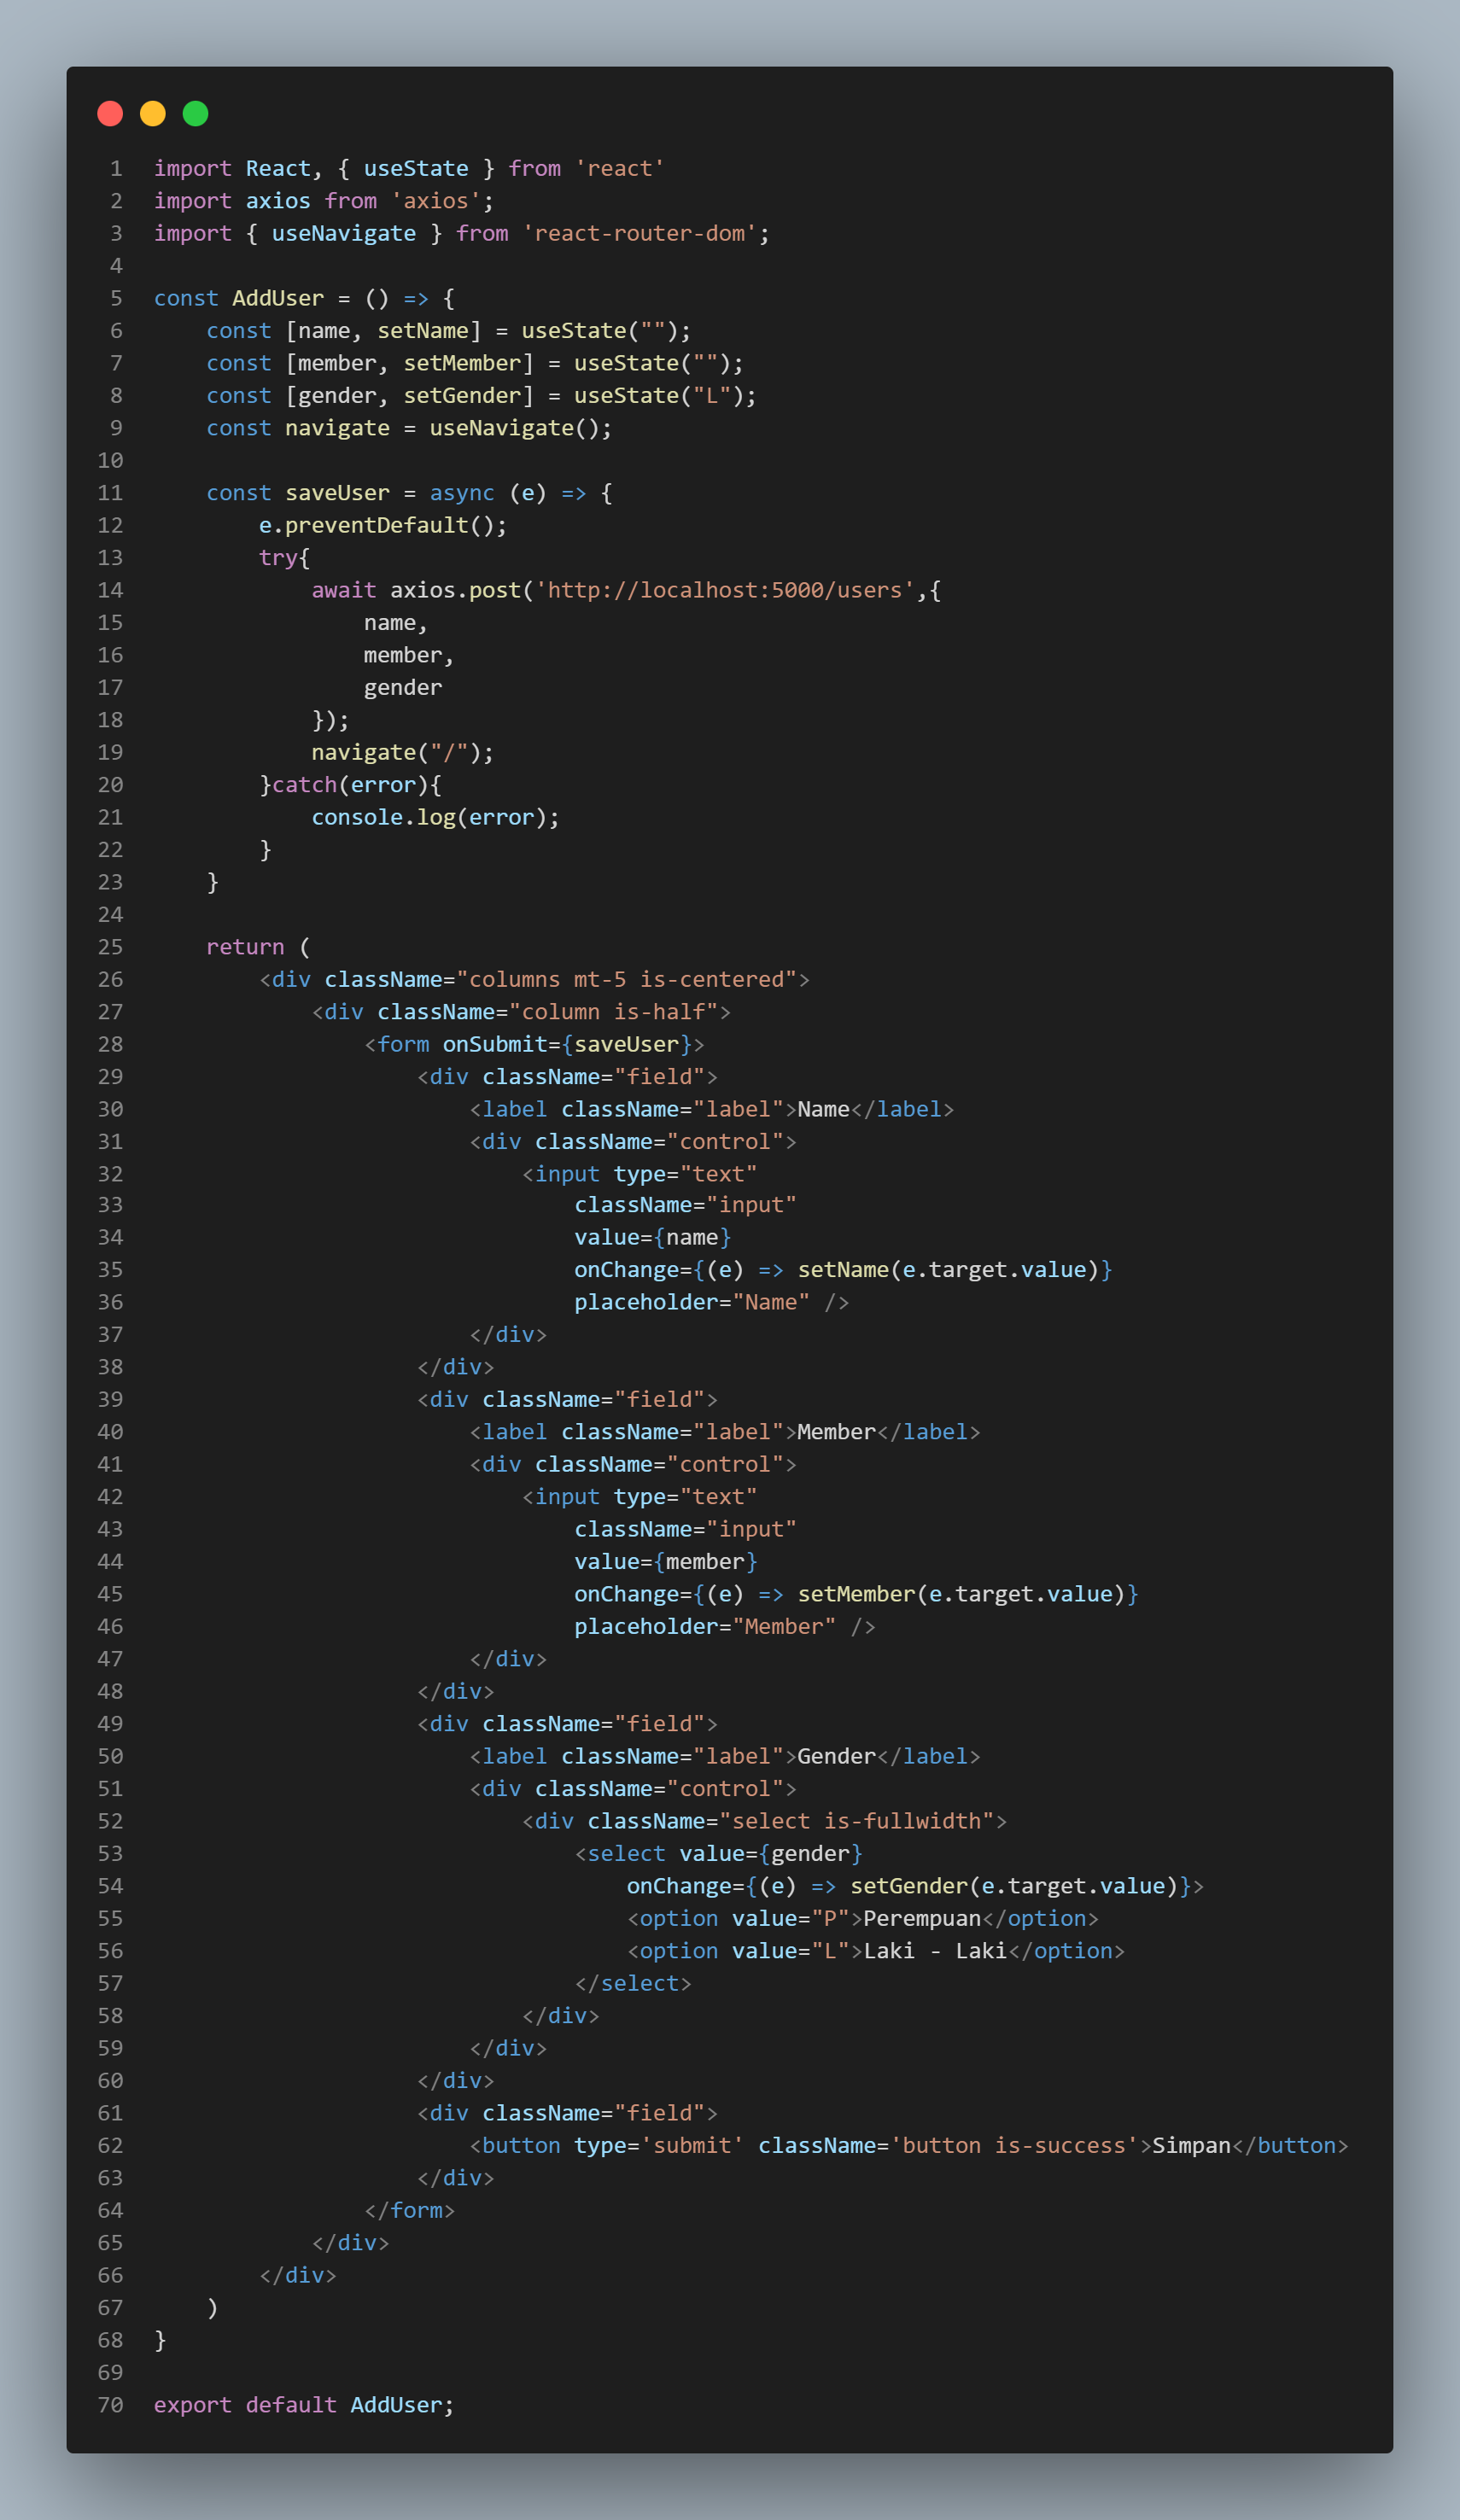 1 import React, { useState } from 'react'
2 import axios from 'axios';
3 import { useNavigate } from 'react-router-dom';
4
5 const AddUser = () => {
6     const [name, setName] = useState("");
7     const [member, setMember] = useState("");
8     const [gender, setGender] = useState("L");
9     const navigate = useNavigate();
10
11     const saveUser = async (e) => {
12         e.preventDefault();
13         try{
14             await axios.post('http://localhost:5000/users',{
15                 name,
16                 member,
17                 gender
18             });
19             navigate("/");
20         }catch(error){
21             console.log(error);
22         }
23     }
24
25     return (
26         <div className="columns mt-5 is-centered">
27             <div className="column is-half">
28                 <form onSubmit={saveUser}>
29                     <div className="field">
30                         <label className="label">Name</label>
31                         <div className="control">
32                             <input type="text"
33                                 className="input"
34                                 value={name}
35                                 onChange={(e) => setName(e.target.value)}
36                                 placeholder="Name" />
37                         </div>
38                     </div>
39                     <div className="field">
40                         <label className="label">Member</label>
41                         <div className="control">
42                             <input type="text"
43                                 className="input"
44                                 value={member}
45                                 onChange={(e) => setMember(e.target.value)}
46                                 placeholder="Member" />
47                         </div>
48                     </div>
49                     <div className="field">
50                         <label className="label">Gender</label>
51                         <div className="control">
52                             <div className="select is-fullwidth">
53                                 <select value={gender}
54                                     onChange={(e) => setGender(e.target.value)}>
55                                     <option value="P">Perempuan</option>
56                                     <option value="L">Laki - Laki</option>
57                                 </select>
58                             </div>
59                         </div>
60                     </div>
61                     <div className="field">
62                         <button type='submit' className='button is-success'>Simpan</button>
63                     </div>
64                 </form>
65             </div>
66         </div>
67     )
68 }
69
70 export default AddUser;